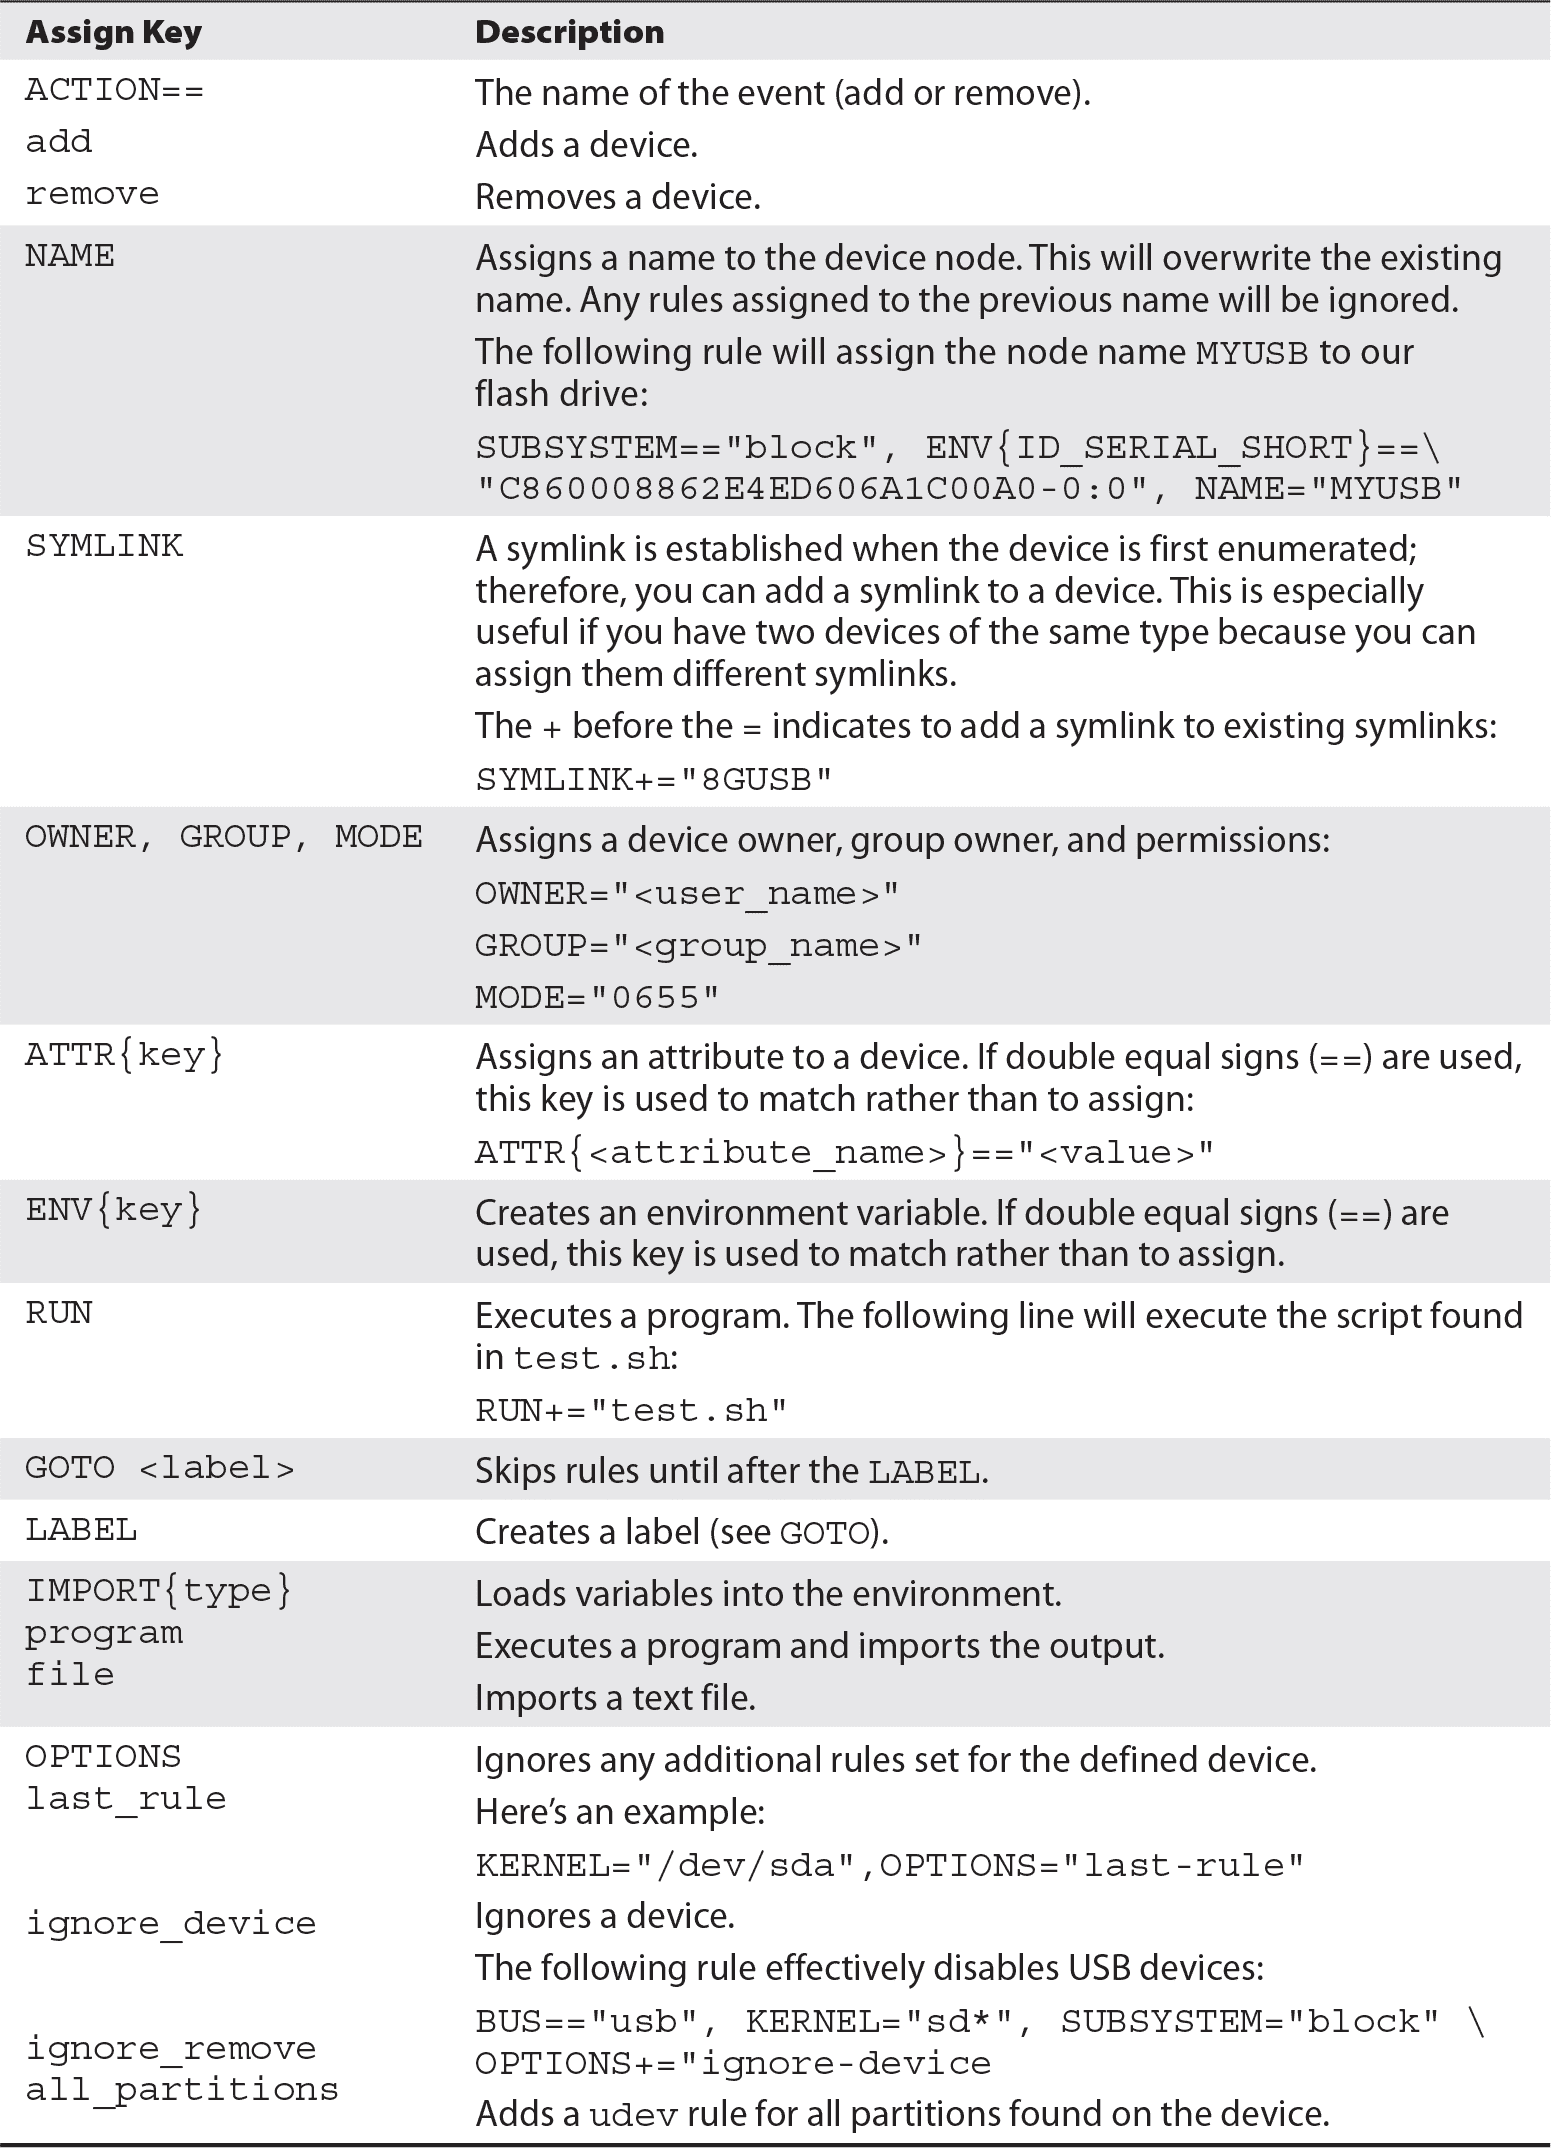 Assign Key Description
ACTION== The name of the event (add or remove).
add Adds a device.
remove Removes a device.
NAME Assigns a name to the device node. This will overwrite the existing
name. Any rules assigned to the previous name will be ignored.
The following rule will assign the node name MYUSB to our
flash drive:
SUBSYSTEM=="block", ENV{ID_SERIAL_SHORT}==\
"C860008862E4ED606A1C00A0-0:0", NAME="MYUSB"
SYMLINK A symlink is established when the device is first enumerated;
therefore, you can add a symlink to a device. This is especially
useful if you have two devices of the same type because you can
assign them different symlinks.
The + before the = indicates to add a symlink to existing symlinks:
SYMLINK+="8GUSB"
OWNER, GROUP, MODE Assigns a device owner, group owner, and permissions:
OWNER="<user_name>"
GROUP="<group_name>"
MODE="0655"
ATTR{key} Assigns an attribute to a device. If double equal signs (==) are used,
this key is used to match rather than to assign:
ATTR{<attribute_name>}=="<value>"
ENV{key} Creates an environment variable. If double equal signs (==) are
used, this key is used to match rather than to assign.
RUN Executes a program. The following line will execute the script found
in test.sh:
RUN+="test.sh"
GOTO <label> Skips rules until after the LABEL.
LABEL Creates a label (see GOTO).
IMPORT{type} Loads variables into the environment.
program Executes a program and imports the output.
file Imports a text file.
OPTIONS Ignores any additional rules set for the defined device.
last_rule Here's an example:
KERNEL="/dev/sda",OPTIONS="last-rule"
ignore_device Ignores a device.
The following rule effectively disables USB devices:
BUS=="usb", KERNEL="sd*", SUBSYSTEM="block" \
ignore_remove OPTIONS+="ignore-device
all_partitions Adds a udev rule for all partitions found on the device.